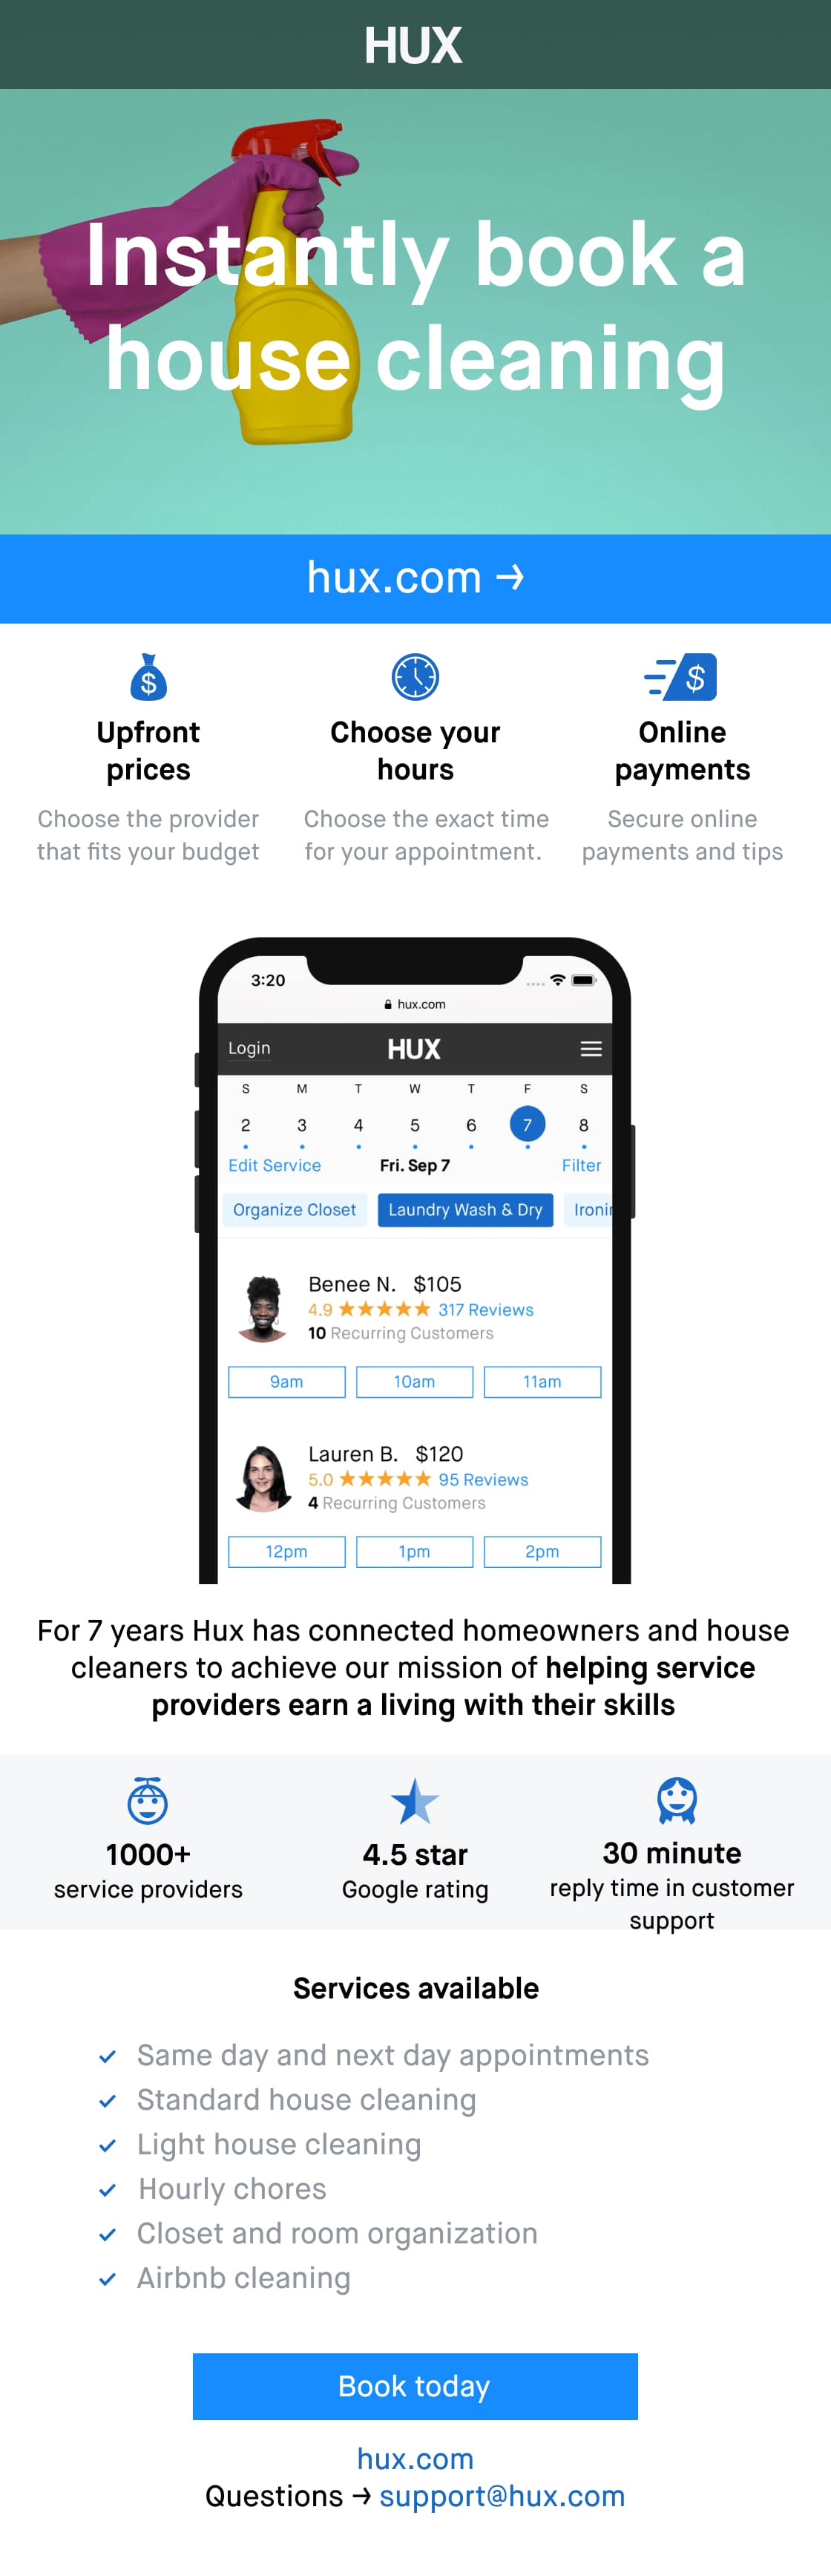 HUX
Instantly book a
house cleaning
hux.com →
Upfront
prices
Choose the provider
that fits your budget
Choose your
hours
Choose the exact time
for your appointment.
Online
payments
Secure online
payments and tips
3:20
hux.com
Login HUX
S M T W T F S
2 3 4 5 6 7 8
Edit Service Fri. Sep 7 Filter
Organize Closet Laundry Wash & Dry
Benee N. $105
4.9 ★★★★★ 317 Reviews
10 Recurring Customers
9am 10am 11am
Lauren B. $120
5.0 ★★★★★ 95 Reviews
4 Recurring Customers
12pm 1pm 2pm
For 7 years Hux has connected homeowners and house
cleaners to achieve our mission of helping service
providers earn a living with their skills
1000+
service providers
4.5 star
Google rating
30 minute
reply time in customer
support
Services available
✓ Same day and next day appointments
✓ Standard house cleaning
✓ Light house cleaning
✓ Hourly chores
✓ Closet and room organization
✓ Airbnb cleaning
Book today
hux.com
Questions → support@hux.com